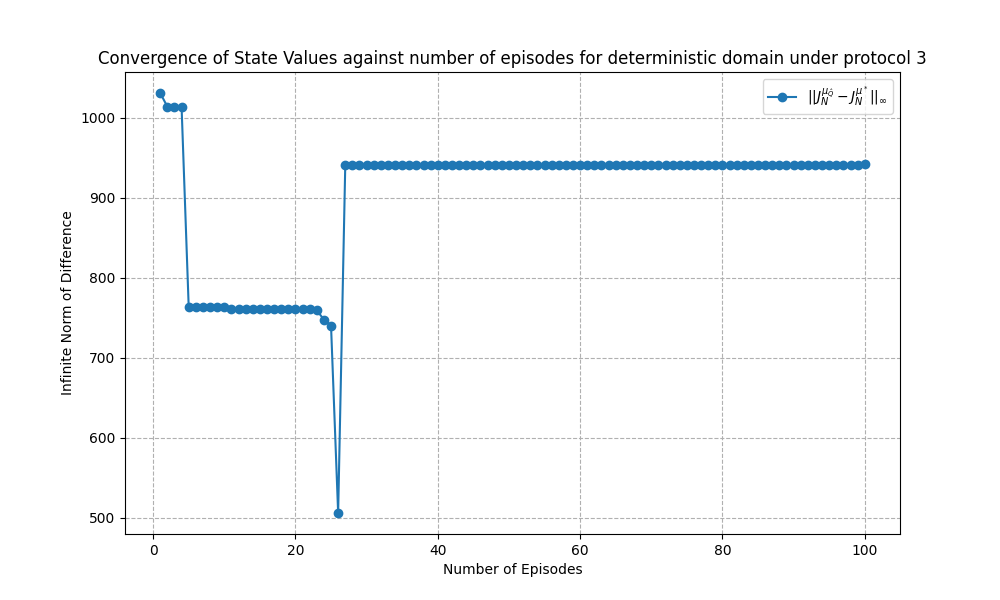 Convergence of State Values against number of episodes for deterministic domain under protocol 3
||J_N^{μ_{Q̂}} − J_N^{μ^*}||_∞
1000
900
800
700
600
500
Infinite Norm of Difference
0 20 40 60 80 100
Number of Episodes